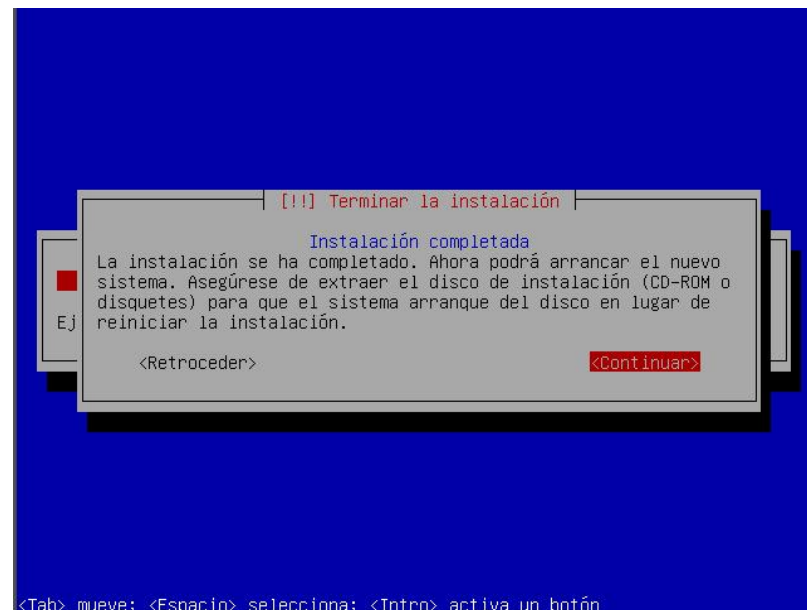 [!!] Terminar la instalación
Instalación completada
La instalación se ha completado. Ahora podrá arrancar el nuevo
sistema. Asegúrese de extraer el disco de instalación (CD-ROM o
disquetes) para que el sistema arranque del disco en lugar de
Ej reiniciar la instalación.
<Retroceder> <Continuar>
<Tab> mueve; <Espacio> selecciona; <Intro> activa un botón